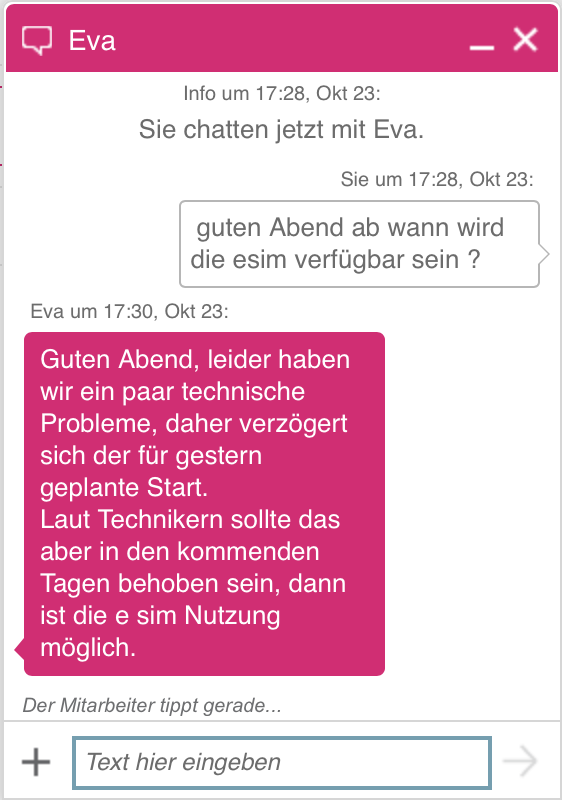 Eva
Info um 17:28, Okt 23:
Sie chatten jetzt mit Eva.
Sie um 17:28, Okt 23:
guten Abend ab wann wird
die esim verfügbar sein ?
Eva um 17:30, Okt 23:
Guten Abend, leider haben
wir ein paar technische
Probleme, daher verzögert
sich der für gestern
geplante Start.
Laut Technikern sollte das
aber in den kommenden
Tagen behoben sein, dann
ist die e sim Nutzung
möglich.
Der Mitarbeiter tippt gerade...
Text hier eingeben